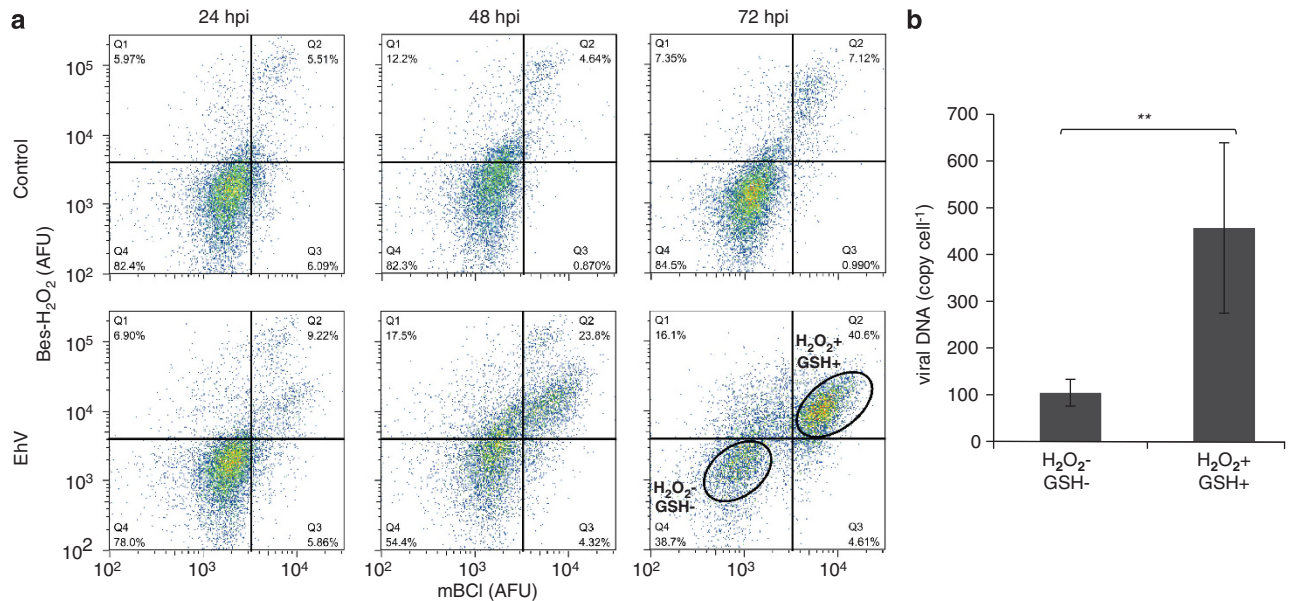 a
24 hpi
48 hpi
72 hpi
Control
EhV
Bes-H₂O₂ (AFU)
Q1
5.97%
Q2
5.51%
Q4
82.4%
Q3
6.09%
Q1
12.2%
Q2
4.64%
Q4
82.3%
Q3
0.870%
Q1
7.35%
Q2
7.12%
Q4
84.5%
Q3
0.990%
10⁵
10⁴
10³
10²
Q1
6.90%
Q2
9.22%
Q4
78.0%
Q3
5.86%
Q1
17.5%
Q2
23.8%
Q4
54.4%
Q3
4.32%
Q1
16.1%
Q2
40.6%
H₂O₂+
GSH+
H₂O₂-
GSH-
Q4
38.7%
Q3
4.61%
10⁵
10⁴
10³
10²
10² 10³ 10⁴
10² 10³ 10⁴
10² 10³ 10⁴
mBCl (AFU)
b
viral DNA (copy cell⁻¹)
700
600
500
400
300
200
100
0
**
H₂O₂-
GSH-
H₂O₂+
GSH+